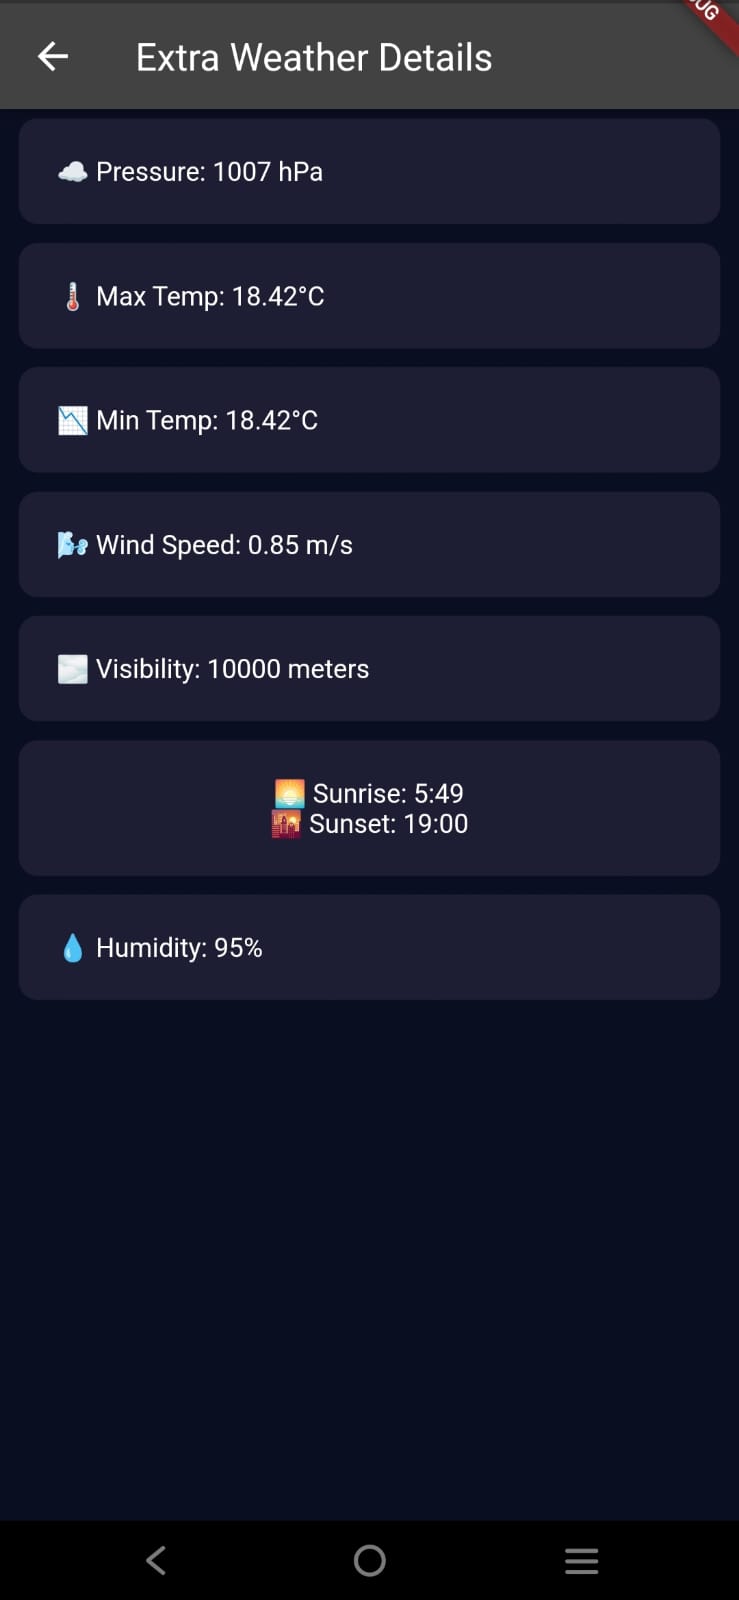 Extra Weather Details
☁️ Pressure: 1007 hPa
🌡️ Max Temp: 18.42°C
📉 Min Temp: 18.42°C
🌬️ Wind Speed: 0.85 m/s
🌫️ Visibility: 10000 meters
🌅 Sunrise: 5:49
🌇 Sunset: 19:00
💧 Humidity: 95%